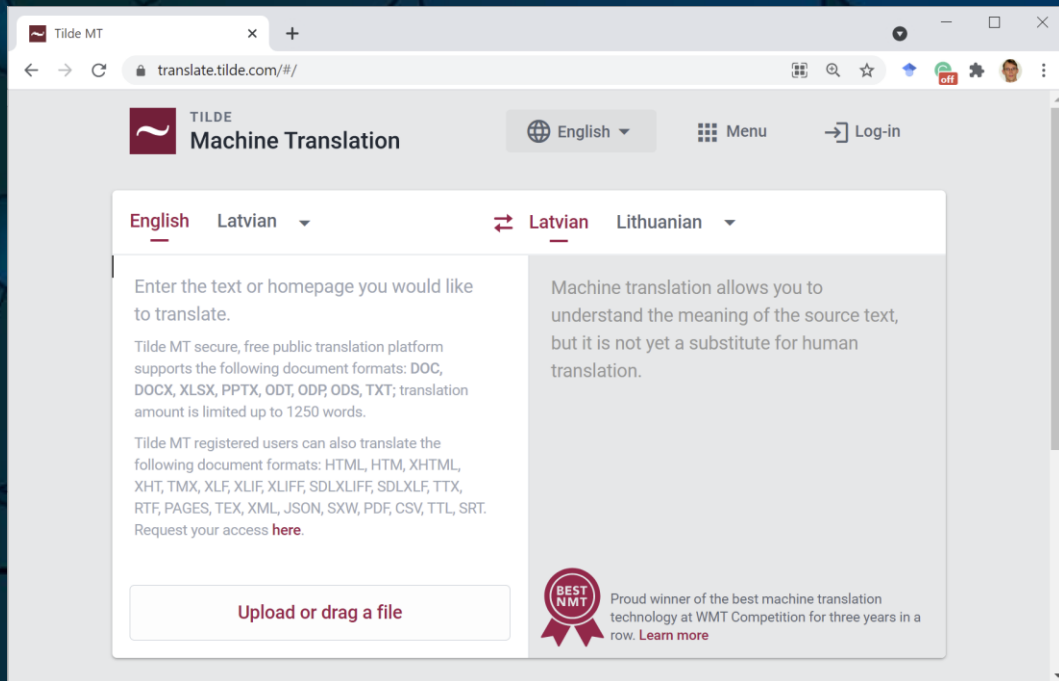 Tilde MT
translate.tilde.com/#/
off
TILDE
Machine Translation
English
Menu
Log-in
English Latvian
Latvian Lithuanian
Enter the text or homepage you would like
to translate.
Tilde MT secure, free public translation platform
supports the following document formats: DOC,
DOCX, XLSX, PPTX, ODT, ODP, ODS, TXT; translation
amount is limited up to 1250 words.
Tilde MT registered users can also translate the
following document formats: HTML, HTM, XHTML,
XHT, TMX, XLF, XLIF, XLIFF, SDLXLIFF, SDLXLF, TTX,
RTF, PAGES, TEX, XML, JSON, SXW, PDF, CSV, TTL, SRT.
Request your access here.
Upload or drag a file
Machine translation allows you to
understand the meaning of the source text,
but it is not yet a substitute for human
translation.
BEST
NMT
Proud winner of the best machine translation
technology at WMT Competition for three years in a
row. Learn more